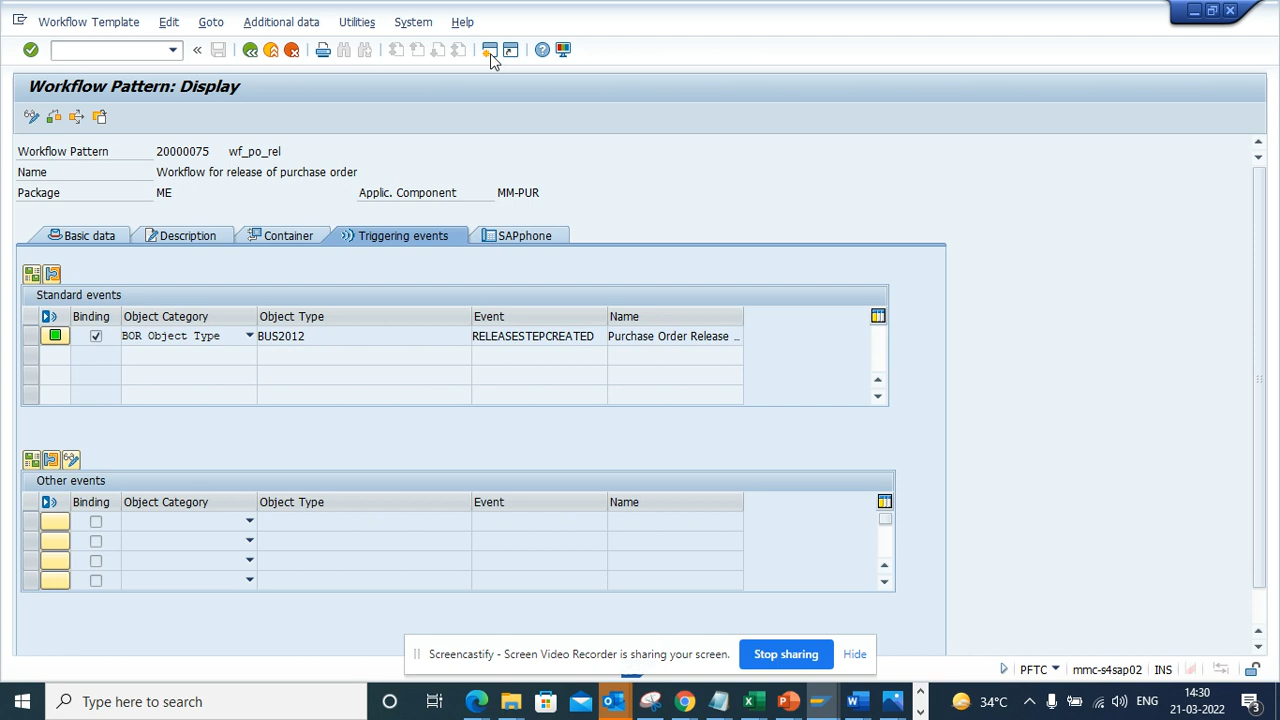 Workflow Template Edit Goto Additional data Utilities System Help
Workflow Pattern: Display
Workflow Pattern 20000075 wf_po_rel
Name Workflow for release of purchase order
Package ME Applic. Component MM-PUR
Basic data Description Container Triggering events SAPphone
Standard events
Binding Object Category Object Type Event Name
BOR Object Type BUS2012 RELEASESTEPCREATED Purchase Order Release ...
Other events
Binding Object Category Object Type Event Name
Screencastify - Screen Video Recorder is sharing your screen. Stop sharing Hide
PFTC mmc-s4sap02 INS
Type here to search 34°C ENG 14:30
21-03-2022 3